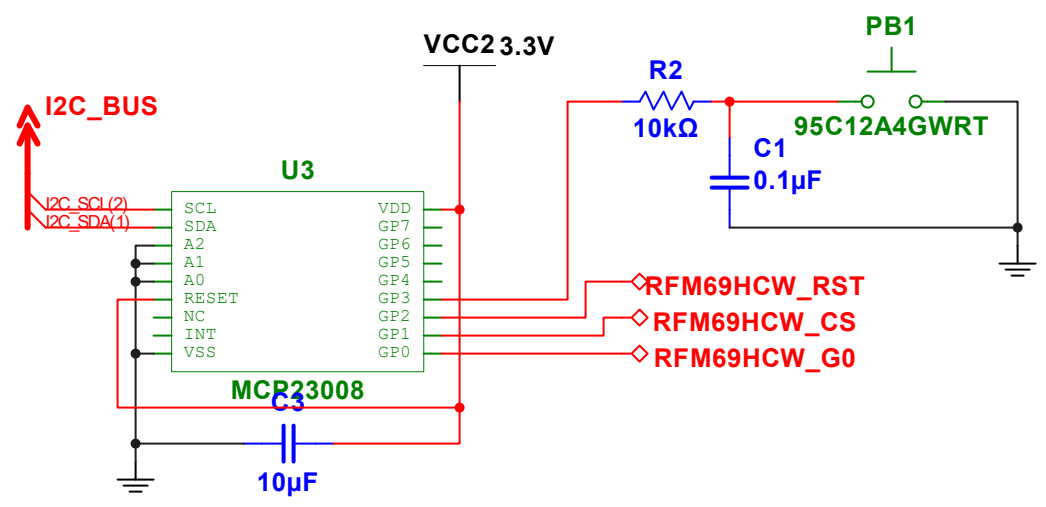 PB1
VCC2 3.3V
R2
10kΩ
95C12A4GWRT
C1
0.1µF
I2C_BUS
U3
I2C_SCL(2)
I2C_SDA(1)
SCL
SDA
A2
A1
A0
RESET
NC
INT
VSS
VDD
GP7
GP6
GP5
GP4
GP3
GP2
GP1
GP0
RFM69HCW_RST
RFM69HCW_CS
RFM69HCW_G0
MCP23008
C3
10µF